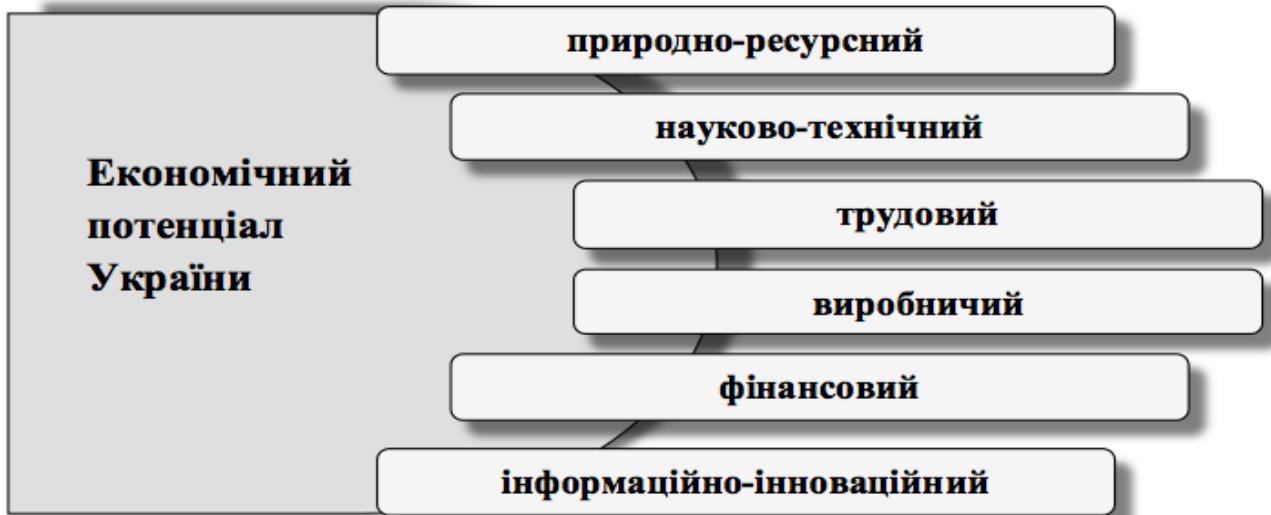 Економічний
потенціал
України
природно-ресурсний
науково-технічний
трудовий
виробничий
фінансовий
інформаційно-інноваційний